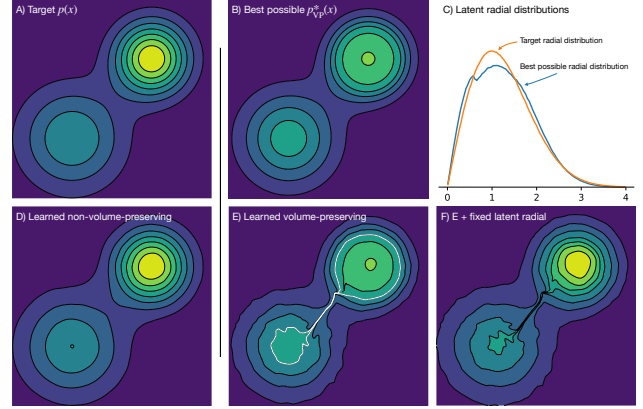 A) Target p(x)
B) Best possible p*VP(x)
C) Latent radial distributions
Target radial distribution
Best possible radial distribution
0 1 2 3 4
D) Learned non-volume-preserving
E) Learned volume-preserving
F) E + fixed latent radial